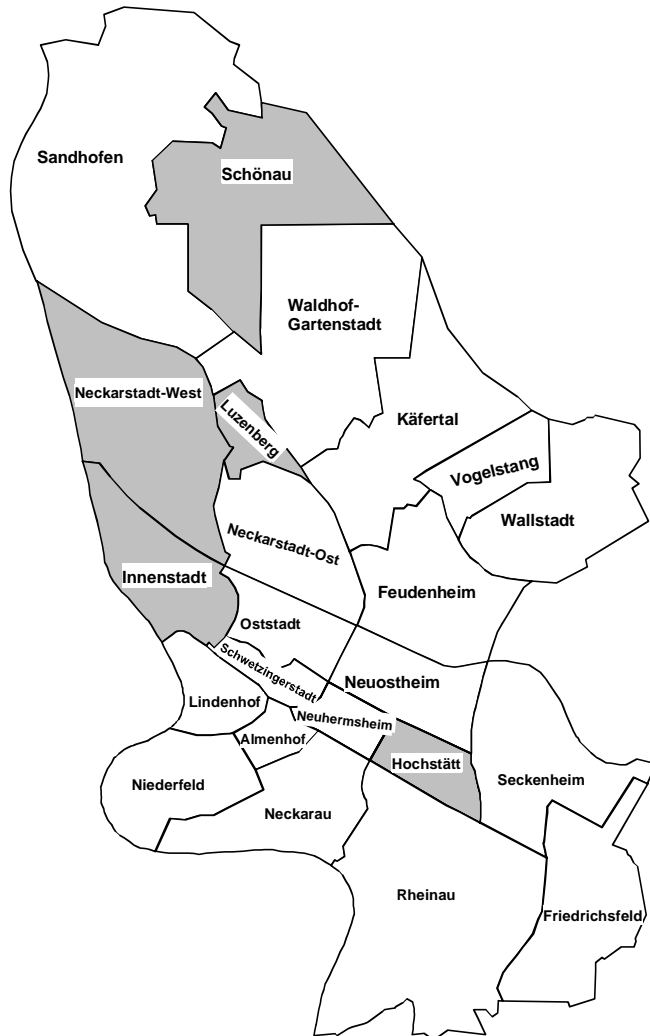 Sandhofen
Schönau
Waldhof-
Gartenstadt
Neckarstadt-West
Luzenberg
Käfertal
Vogelstang
Wallstadt
Neckarstadt-Ost
Innenstadt
Feudenheim
Oststadt
Schwetzingerstadt
Neuostheim
Lindenhof
Neuhermsheim
Almenhof
Hochstätt
Seckenheim
Niederfeld
Neckarau
Rheinau
Friedrichsfeld